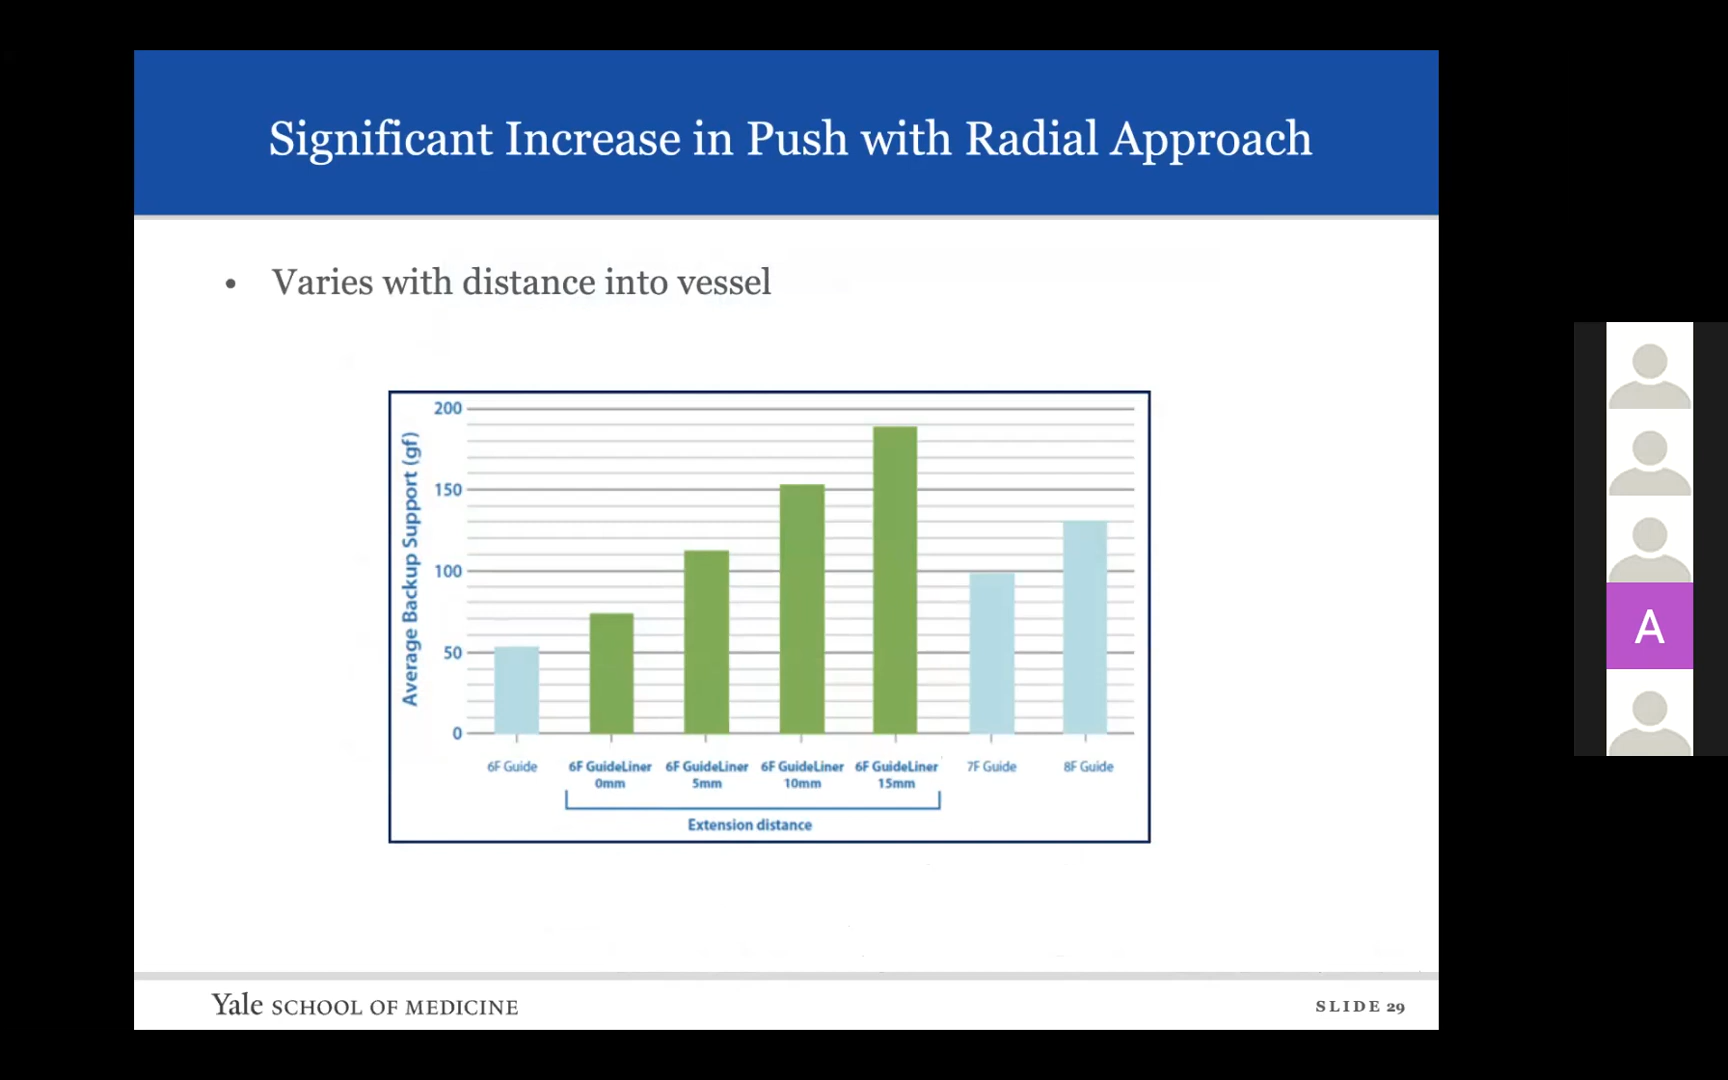 Significant Increase in Push with Radial Approach
• Varies with distance into vessel
Average Backup Support (gf)
200
150
100
50
0
6F Guide
6F GuideLiner
0mm
6F GuideLiner
5mm
6F GuideLiner
10mm
6F GuideLiner
15mm
7F Guide
8F Guide
Extension distance
Yale SCHOOL OF MEDICINE
SLIDE 29
A